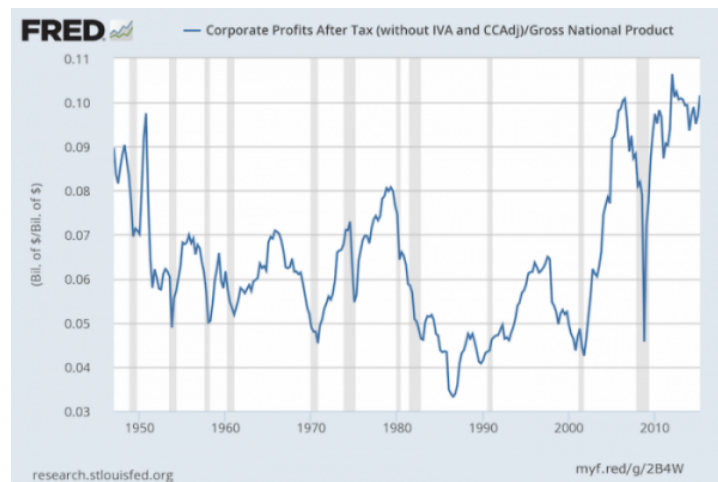 FRED
— Corporate Profits After Tax (without IVA and CCAdj)/Gross National Product
0.11
0.10
0.09
0.08
0.07
0.06
0.05
0.04
0.03
(Bil. of $/Bil. of $)
1950 1960 1970 1980 1990 2000 2010
research.stlouisfed.org
myf.red/g/2B4W